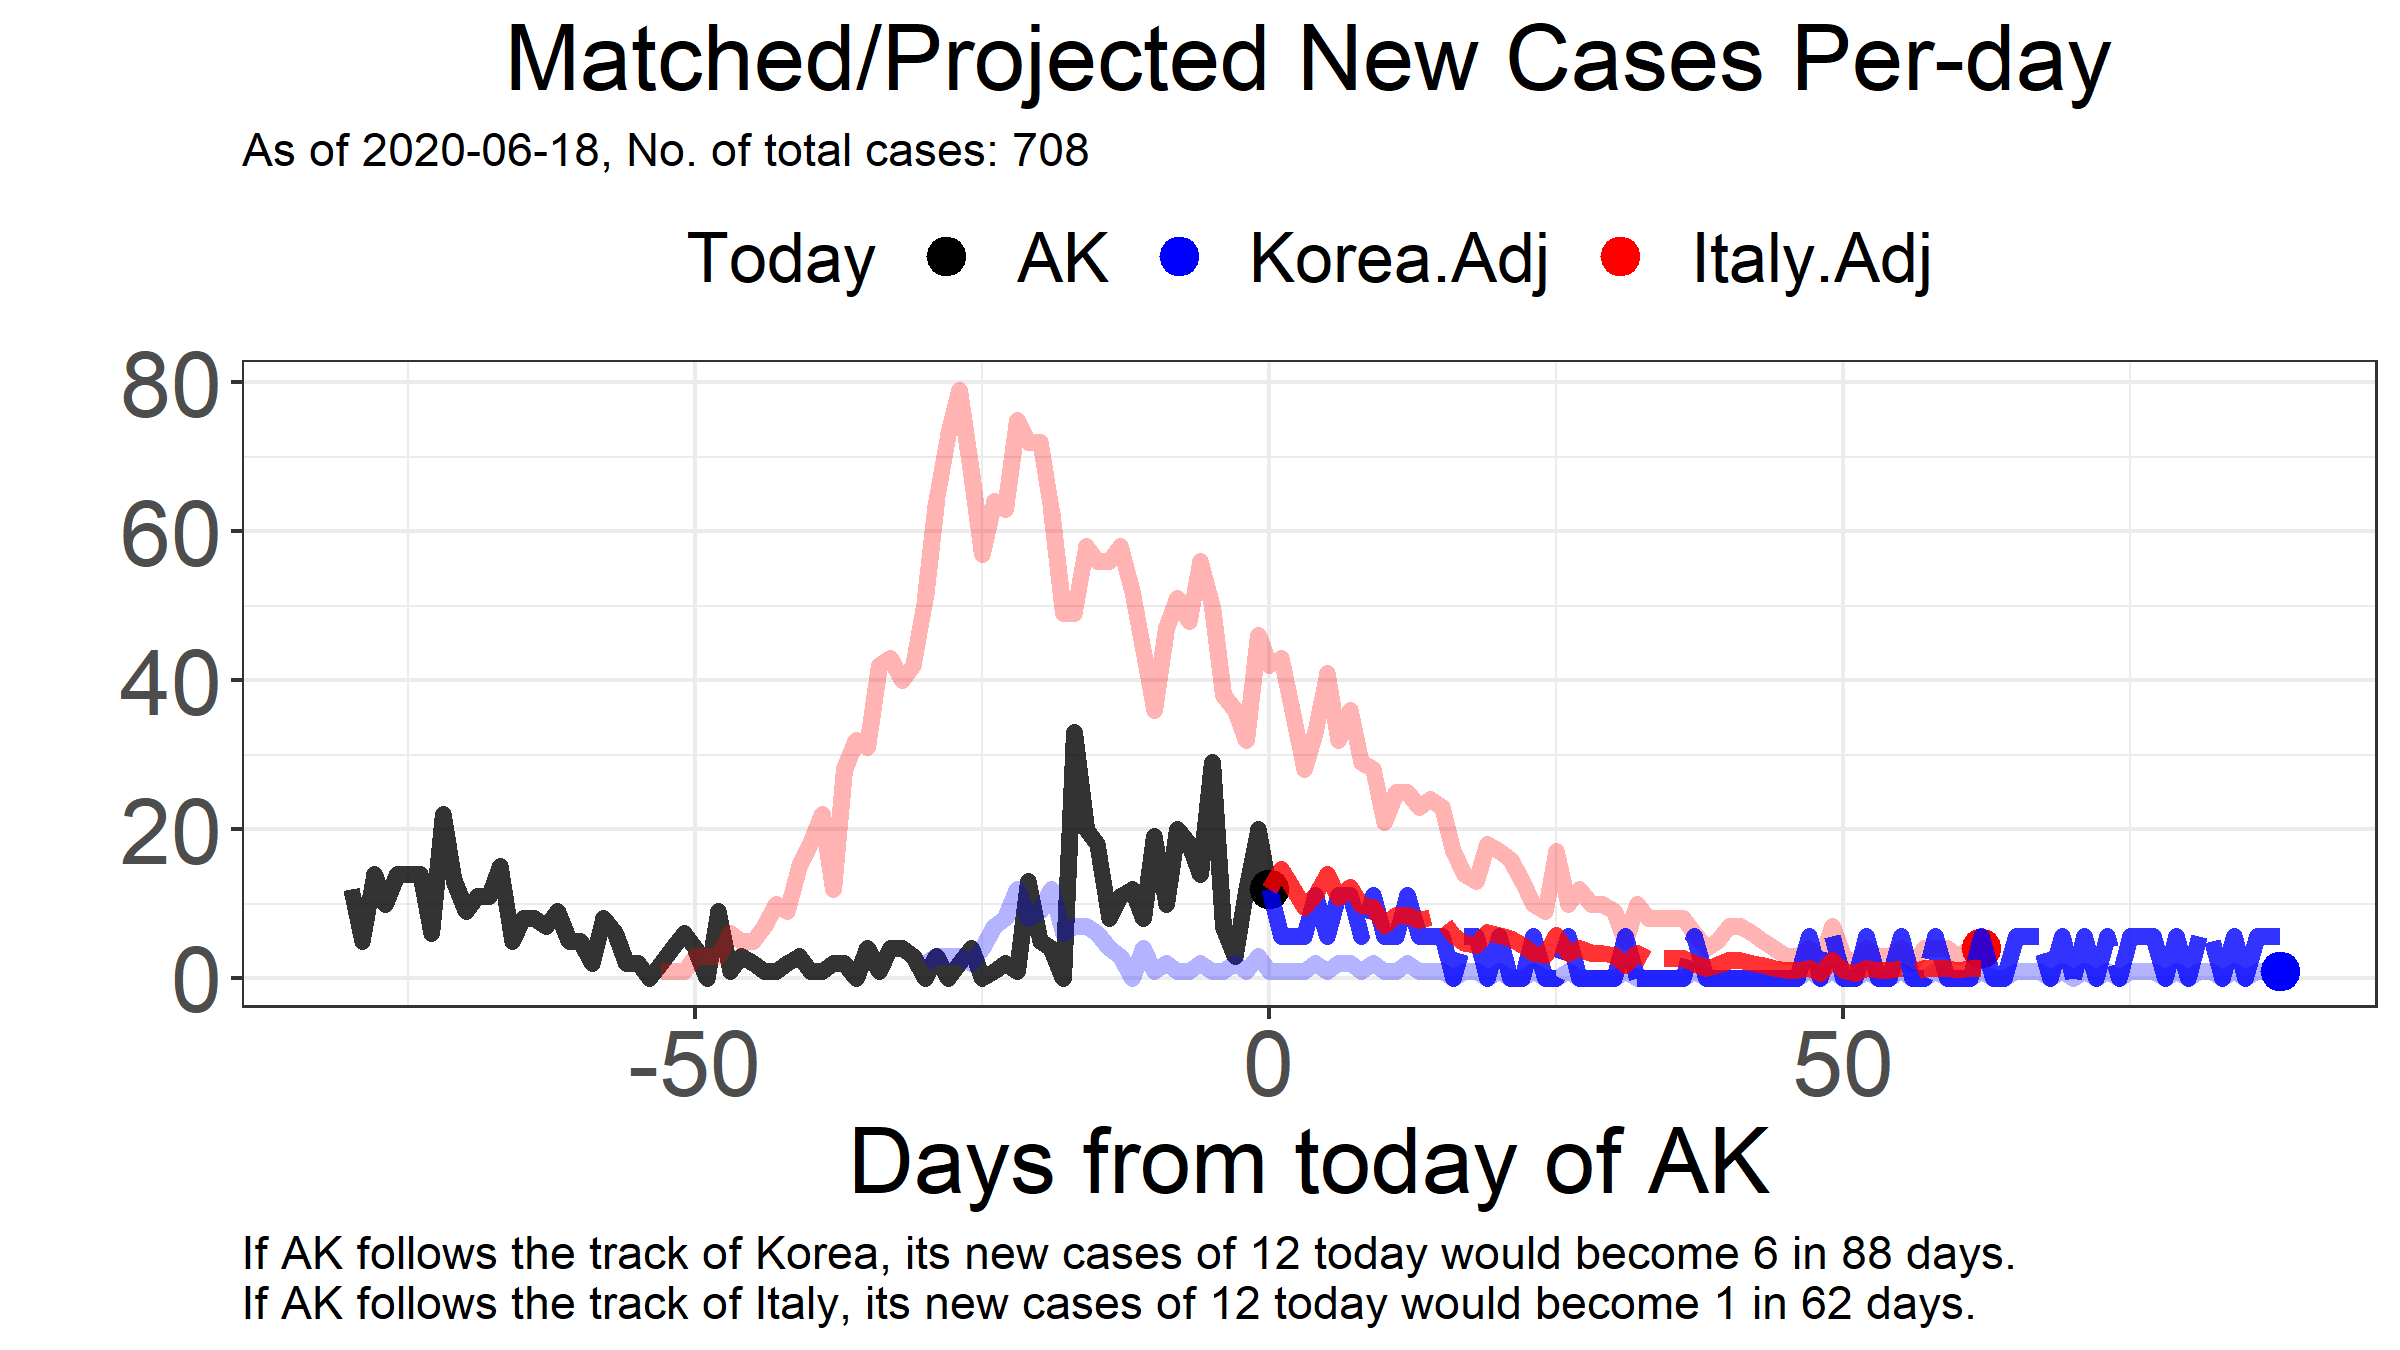 Matched/Projected New Cases Per-day
As of 2020-06-18, No. of total cases: 708
Today AK Korea.Adj Italy.Adj
80
60
40
20
0
-50 0 50
Days from today of AK
If AK follows the track of Korea, its new cases of 12 today would become 6 in 88 days.
If AK follows the track of Italy, its new cases of 12 today would become 1 in 62 days.